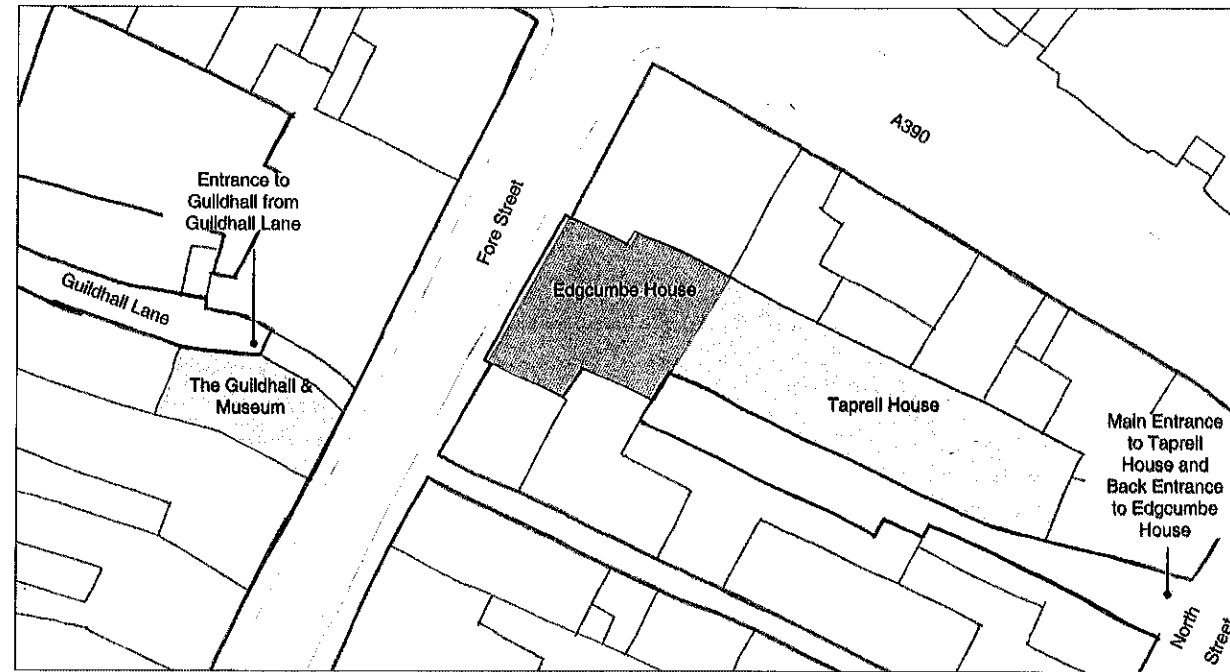 A390
Entrance to
Guildhall from
Guildhall Lane
Fore Street
Guildhall Lane
Edgcumbe House
The Guildhall &
Museum
Taprell House
Main Entrance
to Taprell
House and
Back Entrance
to Edgcumbe
House
North
Street